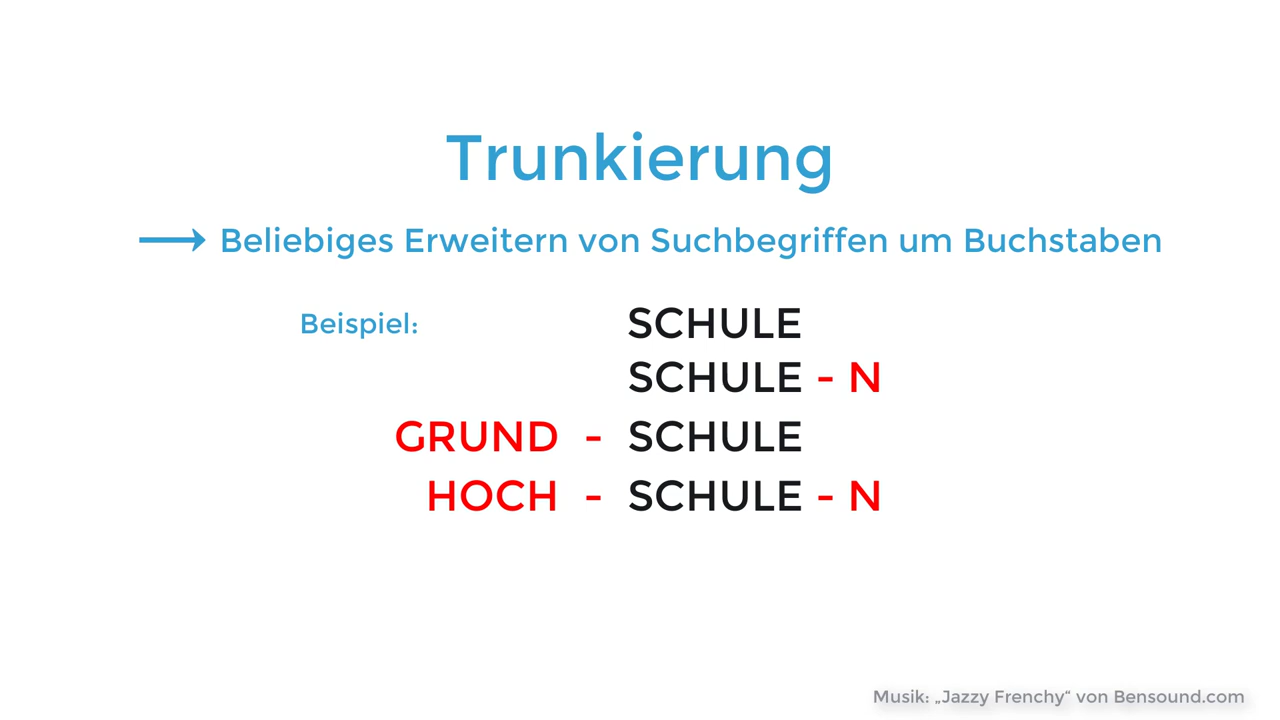 Trunkierung
⟶ Beliebiges Erweitern von Suchbegriffen um Buchstaben
Beispiel: SCHULE
SCHULE - N
GRUND - SCHULE
HOCH - SCHULE - N
Musik: „Jazzy Frenchy“ von Bensound.com